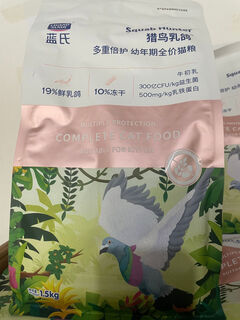 Squab Hunter
蓝氏
猎鸟乳鸽
多重倍护 幼年期全价猫粮
牛初乳
19%鲜乳鸽
10%冻干
300亿CFU/kg益生菌
500mg/kg乳铁蛋白
MULTIPLE PROTECTION
COMPLETE CAT FOOD
1.5kg